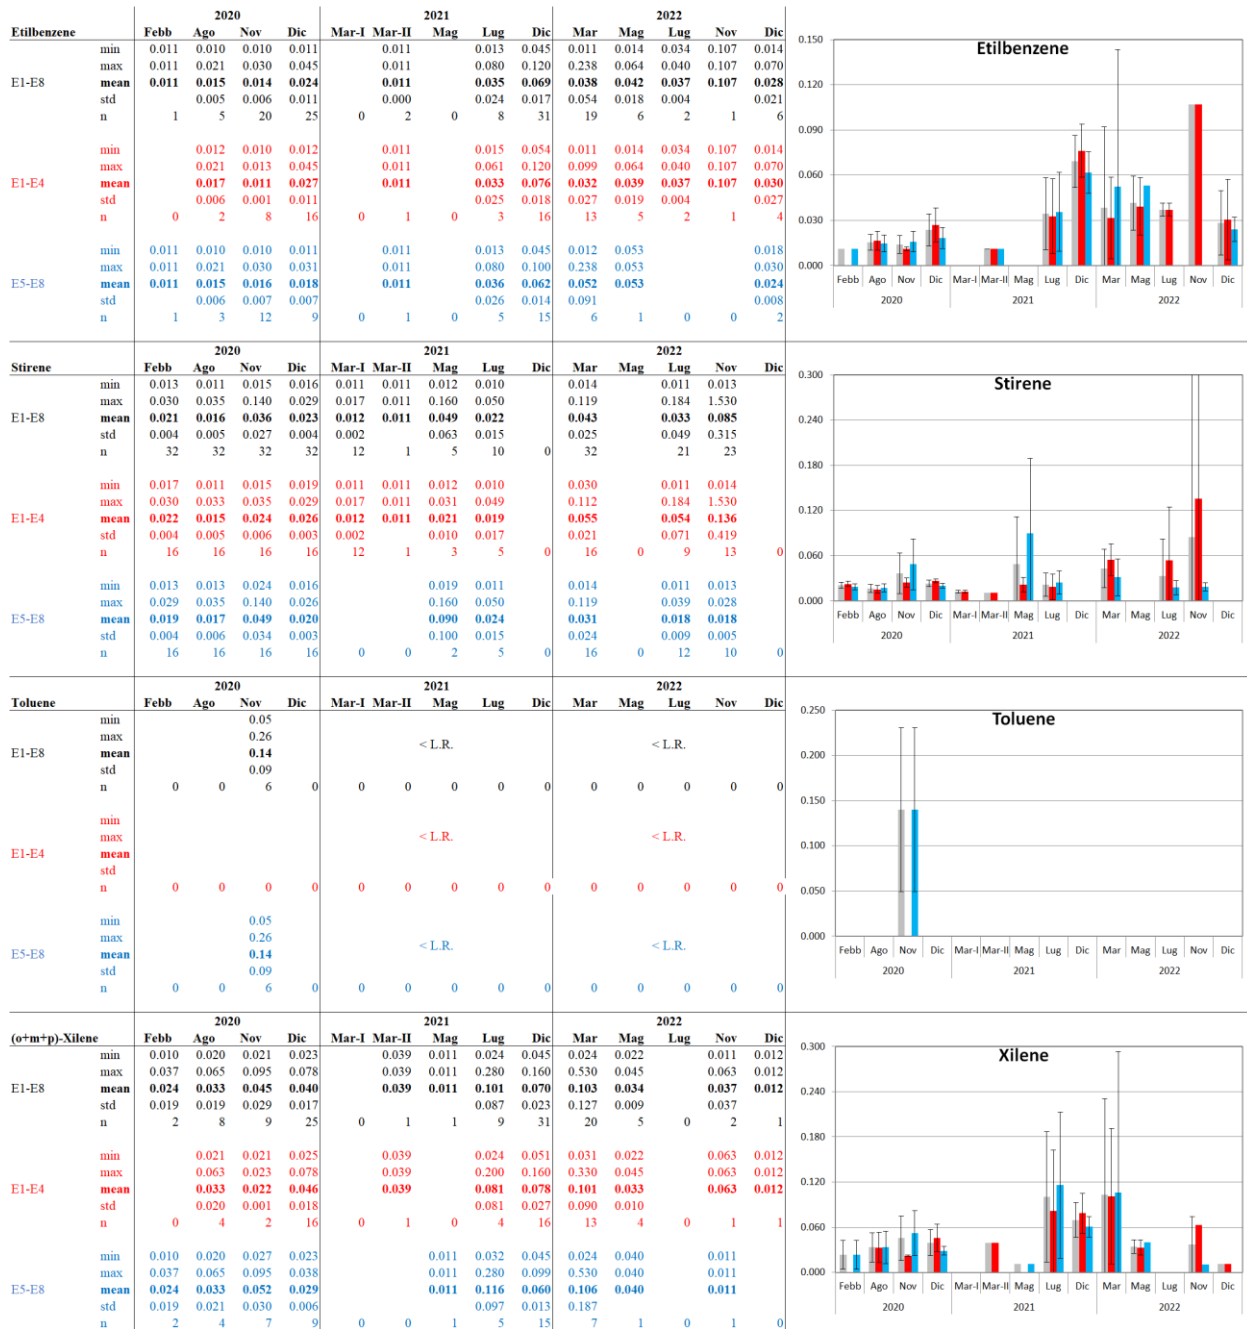 2020 2021 2022
Etilbenzene Febb Ago Nov Dic Mar-I Mar-II Mag Lug Dic Mar Mag Lug Nov Dic
min 0.011 0.010 0.010 0.011 0.011 0.013 0.045 0.011 0.014 0.034 0.107 0.014
max 0.011 0.021 0.030 0.045 0.011 0.080 0.120 0.238 0.064 0.040 0.107 0.070
E1-E8 mean 0.011 0.015 0.014 0.024 0.011 0.035 0.069 0.038 0.042 0.037 0.107 0.028
std 0.005 0.006 0.011 0.000 0.024 0.017 0.054 0.018 0.004 0.021
n 1 5 20 25 0 2 0 8 31 19 6 2 1 6
min 0.012 0.010 0.012 0.011 0.015 0.054 0.011 0.014 0.034 0.107 0.014
max 0.021 0.013 0.045 0.011 0.061 0.120 0.099 0.064 0.040 0.107 0.070
E1-E4 mean 0.017 0.011 0.027 0.011 0.033 0.076 0.032 0.039 0.037 0.107 0.030
std 0.006 0.001 0.011 0.025 0.018 0.027 0.019 0.004 0.027
n 0 2 8 16 0 1 0 3 16 13 5 2 1 4
min 0.011 0.010 0.010 0.011 0.011 0.013 0.045 0.012 0.053 0.018
max 0.011 0.021 0.030 0.031 0.011 0.080 0.100 0.238 0.053 0.030
E5-E8 mean 0.011 0.015 0.016 0.018 0.011 0.036 0.062 0.052 0.053 0.024
std 0.006 0.007 0.007 0.026 0.014 0.091 0.008
n 1 3 12 9 0 1 0 5 15 6 1 0 0 2
Etilbenzene
0.150
0.120
0.090
0.060
0.030
0.000
Febb Ago Nov Dic Mar-I Mar-II Mag Lug Dic Mar Mag Lug Nov Dic
2020 2021 2022
2020 2021 2022
Stirene Febb Ago Nov Dic Mar-I Mar-II Mag Lug Dic Mar Mag Lug Nov Dic
min 0.013 0.011 0.015 0.016 0.011 0.011 0.012 0.010 0.014 0.011 0.013
max 0.030 0.035 0.140 0.029 0.017 0.011 0.160 0.050 0.119 0.184 1.530
E1-E8 mean 0.021 0.016 0.036 0.023 0.012 0.011 0.049 0.022 0.043 0.033 0.085
std 0.004 0.005 0.027 0.004 0.002 0.063 0.015 0.025 0.049 0.315
n 32 32 32 32 12 1 5 10 0 32 21 23
min 0.017 0.011 0.015 0.019 0.011 0.011 0.012 0.010 0.030 0.011 0.014
max 0.030 0.033 0.035 0.029 0.017 0.011 0.031 0.049 0.112 0.184 1.530
E1-E4 mean 0.022 0.015 0.024 0.026 0.012 0.011 0.021 0.019 0.055 0.054 0.136
std 0.004 0.005 0.006 0.003 0.002 0.010 0.017 0.021 0.071 0.419
n 16 16 16 16 12 1 3 5 0 16 0 9 13 0
min 0.013 0.013 0.024 0.016 0.019 0.011 0.014 0.011 0.013
max 0.029 0.035 0.140 0.026 0.160 0.050 0.119 0.039 0.028
E5-E8 mean 0.019 0.017 0.049 0.020 0.090 0.024 0.031 0.018 0.018
std 0.004 0.006 0.034 0.003 0.100 0.015 0.024 0.009 0.005
n 16 16 16 16 0 0 2 5 0 16 0 12 10 0
Stirene
0.300
0.240
0.180
0.120
0.060
0.000
Febb Ago Nov Dic Mar-I Mar-II Mag Lug Dic Mar Mag Lug Nov Dic
2020 2021 2022
2020 2021 2022
Toluene Febb Ago Nov Dic Mar-I Mar-II Mag Lug Dic Mar Mag Lug Nov Dic
min 0.05
max 0.26
< L.R. < L.R.
E1-E8 mean 0.14
std 0.09
n 0 0 6 0 0 0 0 0 0 0 0 0 0 0
min
max < L.R. < L.R.
E1-E4 mean
std
n 0 0 0 0 0 0 0 0 0 0 0 0 0 0
min 0.05
max 0.26
< L.R. < L.R.
E5-E8 mean 0.14
std 0.09
n 0 0 6 0 0 0 0 0 0 0 0 0 0 0
Toluene
0.250
0.200
0.150
0.100
0.050
0.000
Febb Ago Nov Dic Mar-I Mar-II Mag Lug Dic Mar Mag Lug Nov Dic
2020 2021 2022
2020 2021 2022
(o+m+p)-Xilene Febb Ago Nov Dic Mar-I Mar-II Mag Lug Dic Mar Mag Lug Nov Dic
min 0.010 0.020 0.021 0.023 0.039 0.011 0.024 0.045 0.024 0.022 0.011 0.012
max 0.037 0.065 0.095 0.078 0.039 0.011 0.280 0.160 0.530 0.045 0.063 0.012
E1-E8 mean 0.024 0.033 0.045 0.040 0.039 0.011 0.101 0.070 0.103 0.034 0.037 0.012
std 0.019 0.019 0.029 0.017 0.087 0.023 0.127 0.009 0.037
n 2 8 9 25 0 1 1 9 31 20 5 0 2 1
min 0.021 0.021 0.025 0.039 0.024 0.051 0.031 0.022 0.063 0.012
max 0.063 0.023 0.078 0.039 0.200 0.160 0.330 0.045 0.063 0.012
E1-E4 mean 0.033 0.022 0.046 0.039 0.081 0.078 0.101 0.033 0.063 0.012
std 0.020 0.001 0.018 0.081 0.027 0.090 0.010
n 0 4 2 16 0 1 0 4 16 13 4 0 1 1
min 0.010 0.020 0.027 0.023 0.011 0.032 0.045 0.024 0.040 0.011
max 0.037 0.065 0.095 0.038 0.011 0.280 0.099 0.530 0.040 0.011
E5-E8 mean 0.024 0.033 0.052 0.029 0.011 0.116 0.060 0.106 0.040 0.011
std 0.019 0.021 0.030 0.006 0.097 0.013 0.187
n 2 4 7 9 0 0 1 5 15 7 1 0 1 0
Xilene
0.300
0.240
0.180
0.120
0.060
0.000
Febb Ago Nov Dic Mar-I Mar-II Mag Lug Dic Mar Mag Lug Nov Dic
2020 2021 2022